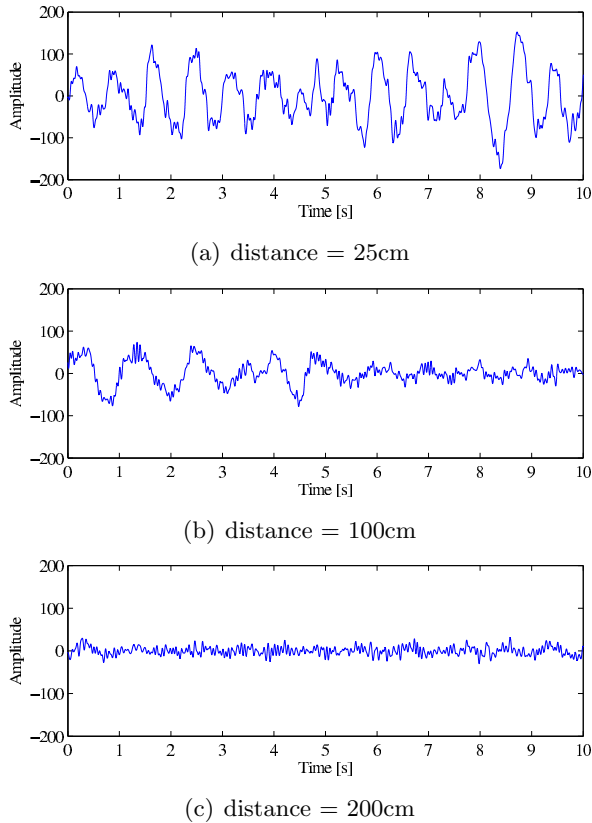 200
100
0
−100
−200
Amplitude
0 1 2 3 4 5 6 7 8 9 10
Time [s]
(a) distance = 25cm
200
100
0
−100
−200
Amplitude
0 1 2 3 4 5 6 7 8 9 10
Time [s]
(b) distance = 100cm
200
100
0
−100
−200
Amplitude
0 1 2 3 4 5 6 7 8 9 10
Time [s]
(c) distance = 200cm